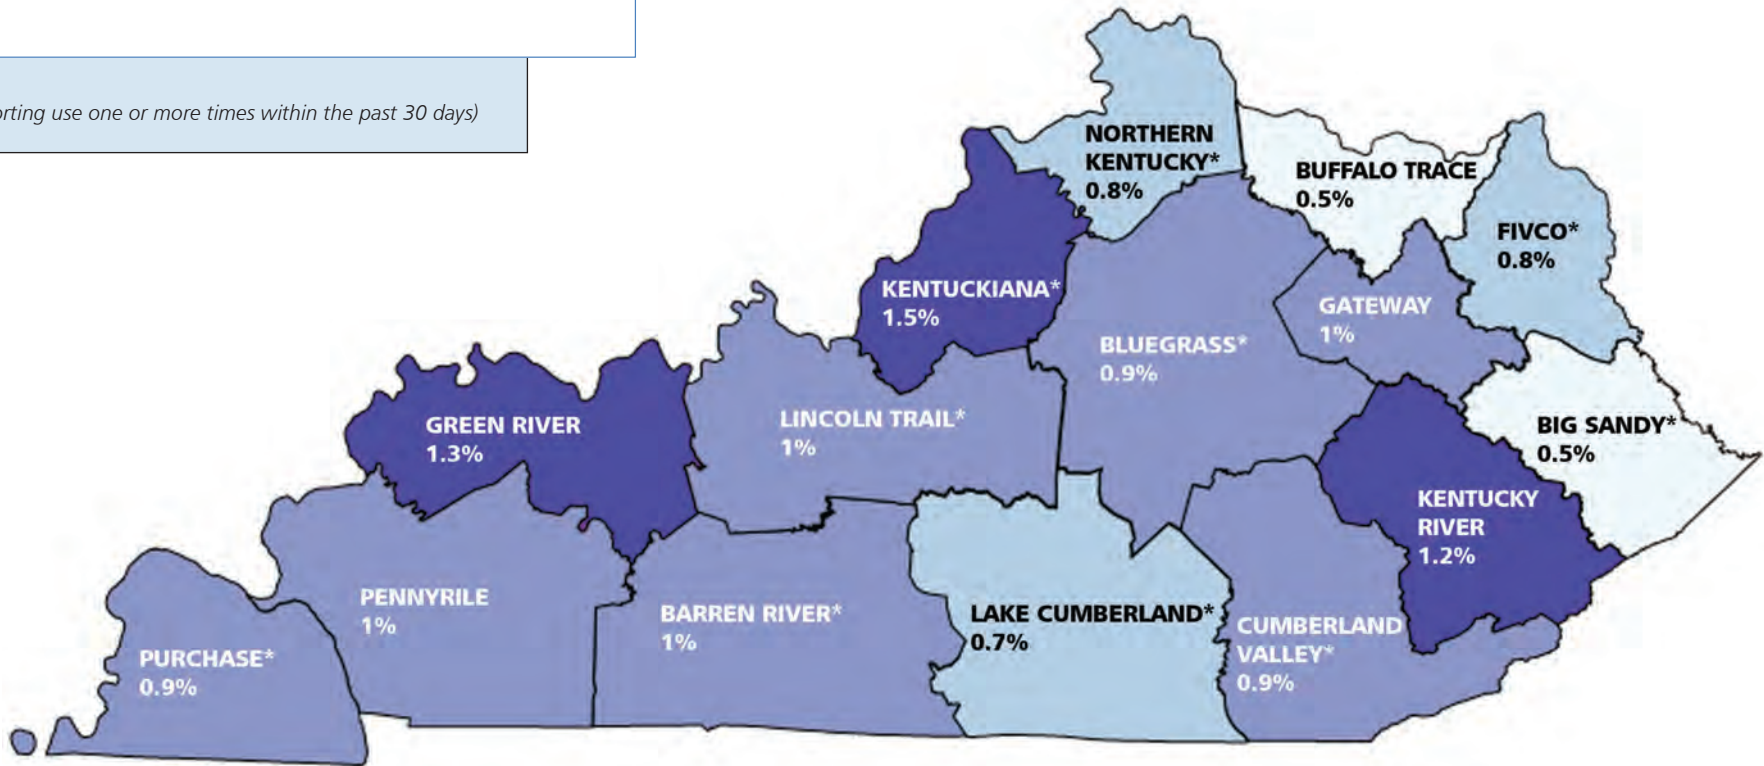 orting use one or more times within the past 30 days)
NORTHERN
KENTUCKY*
0.8%
BUFFALO TRACE
0.5%
FIVCO*
0.8%
KENTUCKIANA*
1.5%
GATEWAY
1%
BLUEGRASS*
0.9%
GREEN RIVER
1.3%
LINCOLN TRAIL*
1%
BIG SANDY*
0.5%
KENTUCKY
RIVER
1.2%
PENNYRILE
1%
BARREN RIVER*
1%
LAKE CUMBERLAND*
0.7%
CUMBERLAND
VALLEY*
0.9%
PURCHASE*
0.9%